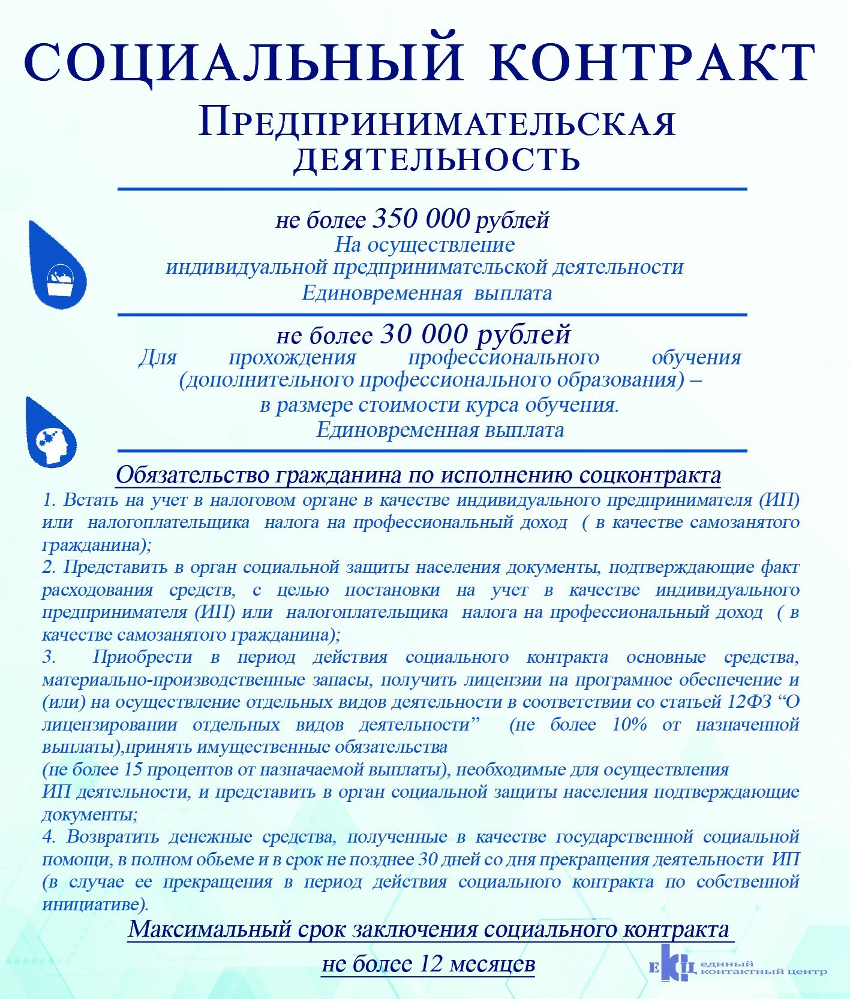 СОЦИАЛЬНЫЙ КОНТРАКТ
ПРЕДПРИНИМАТЕЛЬСКАЯ
ДЕЯТЕЛЬНОСТЬ
не более 350 000 рублей
На осуществление
индивидуальной предпринимательской деятельности
Единовременная выплата
не более 30 000 рублей
Для прохождения профессионального обучения
(дополнительного профессионального образования) –
в размере стоимости курса обучения.
Единовременная выплата
Обязательство гражданина по исполнению соцконтракта
1. Встать на учет в налоговом органе в качестве индивидуального предпринимателя (ИП)
или налогоплательщика налога на профессиональный доход ( в качестве самозанятого
гражданина);
2. Представить в орган социальной защиты населения документы, подтверждающие факт
расходования средств, с целью постановки на учет в качестве индивидуального
предпринимателя (ИП) или налогоплательщика налога на профессиональный доход ( в
качестве самозанятого гражданина);
3. Приобрести в период действия социального контракта основные средства,
материально-производственные запасы, получить лицензии на програмное обеспечение и
(или) на осуществление отдельных видов деятельности в соответствии со статьей 12ФЗ “О
лицензировании отдельных видов деятельности” (не более 10% от назначенной
выплаты),принять имущественные обязательства
(не более 15 процентов от назначаемой выплаты), необходимые для осуществления
ИП деятельности, и представить в орган социальной защиты населения подтверждающие
документы;
4. Возвратить денежные средства, полученные в качестве государственной социальной
помощи, в полном обьеме и в срок не позднее 30 дней со дня прекращения деятельности ИП
(в случае ее прекращения в период действия социального контракта по собственной
инициативе).
Максимальный срок заключения социального контракта
не более 12 месяцев
екц единый
контактный центр